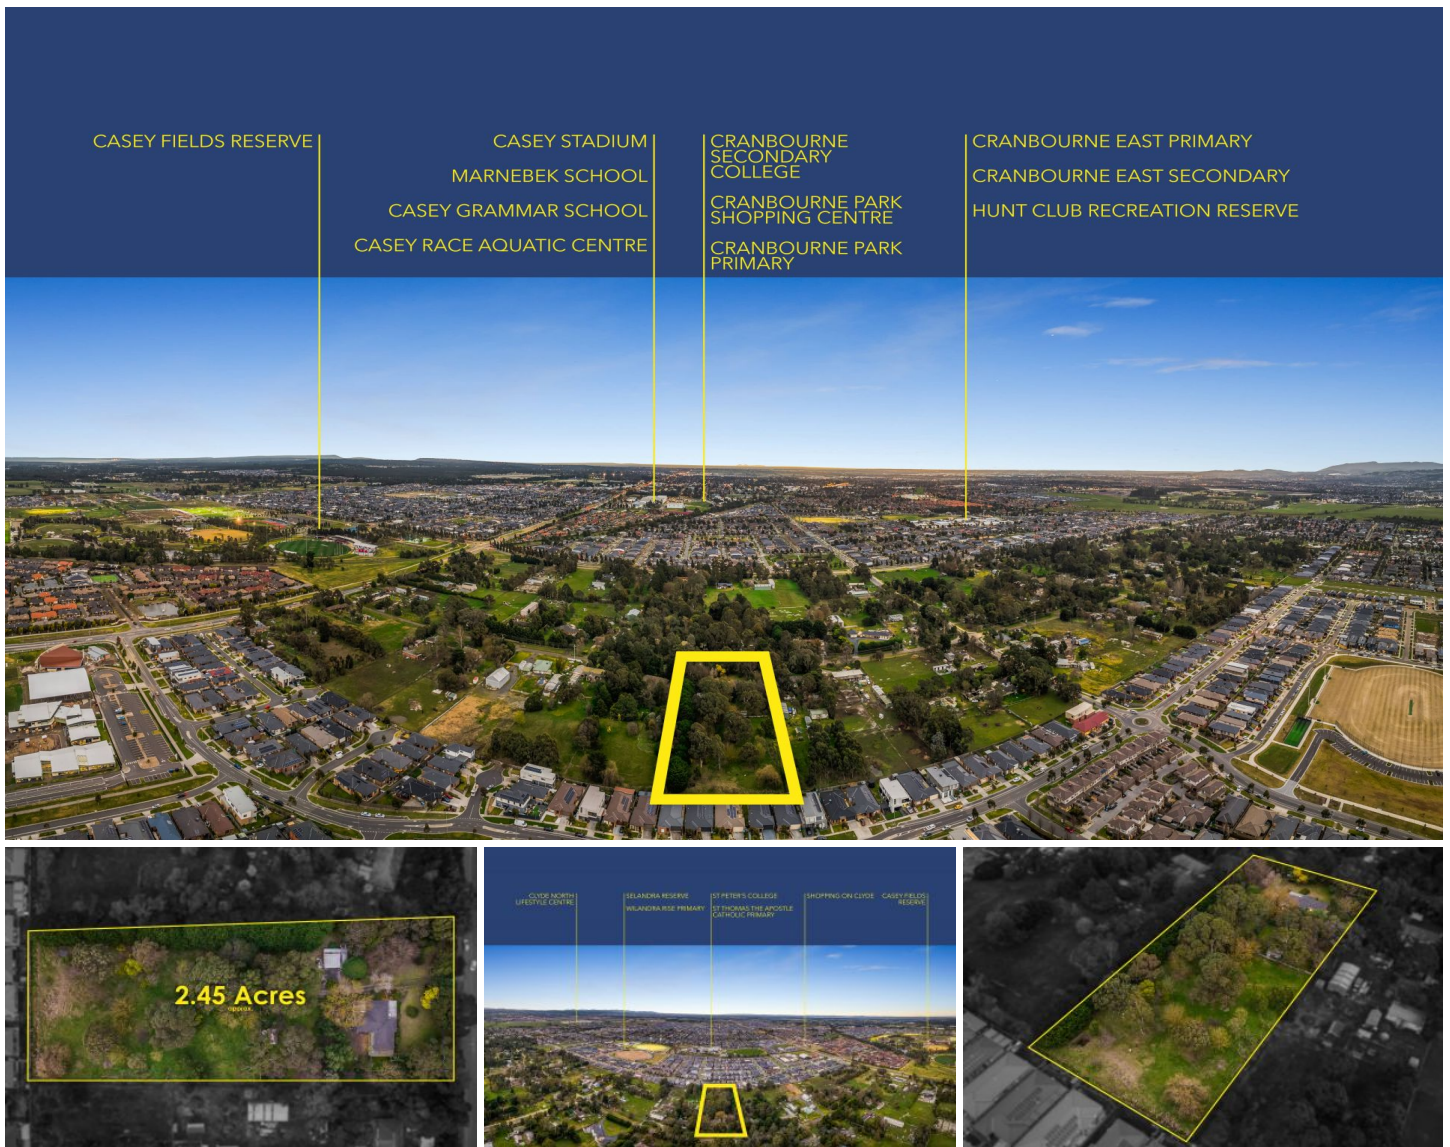 CASEY FIELDS RESERVE
CASEY STADIUM
MARNEBEK SCHOOL
CASEY GRAMMAR SCHOOL
CASEY RACE AQUATIC CENTRE
CRANBOURNE
SECONDARY
COLLEGE
CRANBOURNE PARK
SHOPPING CENTRE
CRANBOURNE PARK
PRIMARY
CRANBOURNE EAST PRIMARY
CRANBOURNE EAST SECONDARY
HUNT CLUB RECREATION RESERVE
2.45 Acres
approx.
CLYDE NORTH
LIFESTYLE CENTRE
SELANDRA RESERVE
WILANDRA RISE PRIMARY
ST PETER'S COLLEGE
ST THOMAS THE APOSTLE
CATHOLIC PRIMARY
SHOPPING ON CLYDE
CASEY FIELDS
RESERVE